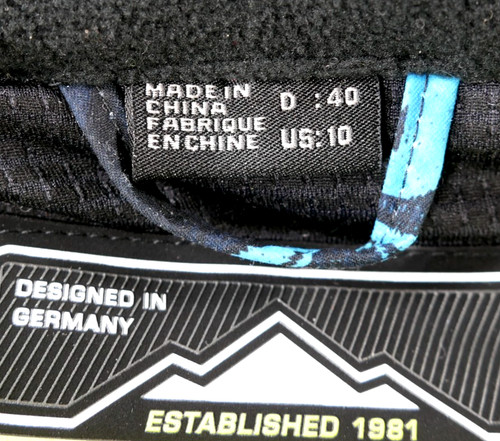 MADE IN
CHINA
FABRIQUE
EN CHINE
D : 40
US: 10
DESIGNED IN
GERMANY
ESTABLISHED 1981